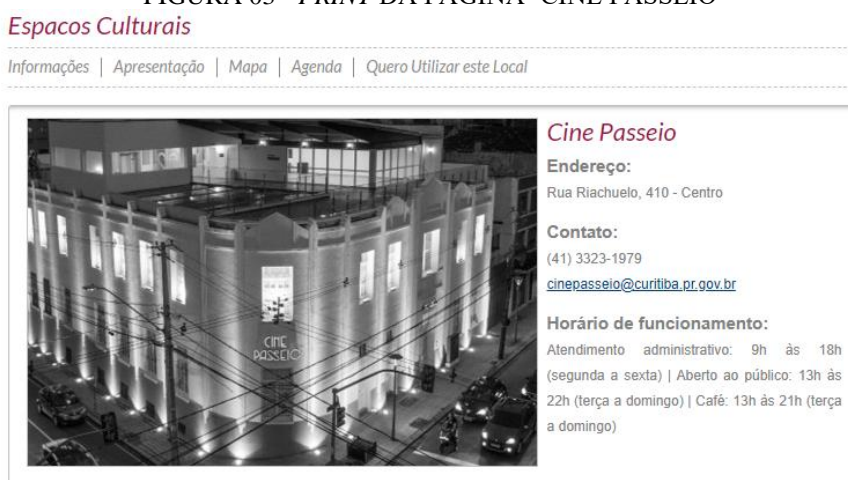 FIGURA 03 - PRINT DA PÁGINA "CINE PASSEIO"
Espacos Culturais
Informações | Apresentação | Mapa | Agenda | Quero Utilizar este Local
Cine Passeio
Endereço:
Rua Riachuelo, 410 - Centro
Contato:
(41) 3323-1979
cinepasseio@curitiba.pr.gov.br
Horário de funcionamento:
Atendimento administrativo: 9h às 18h
(segunda a sexta) | Aberto ao público: 13h às
22h (terça a domingo) | Café: 13h às 21h (terça
a domingo)
CINE
PASSEIO